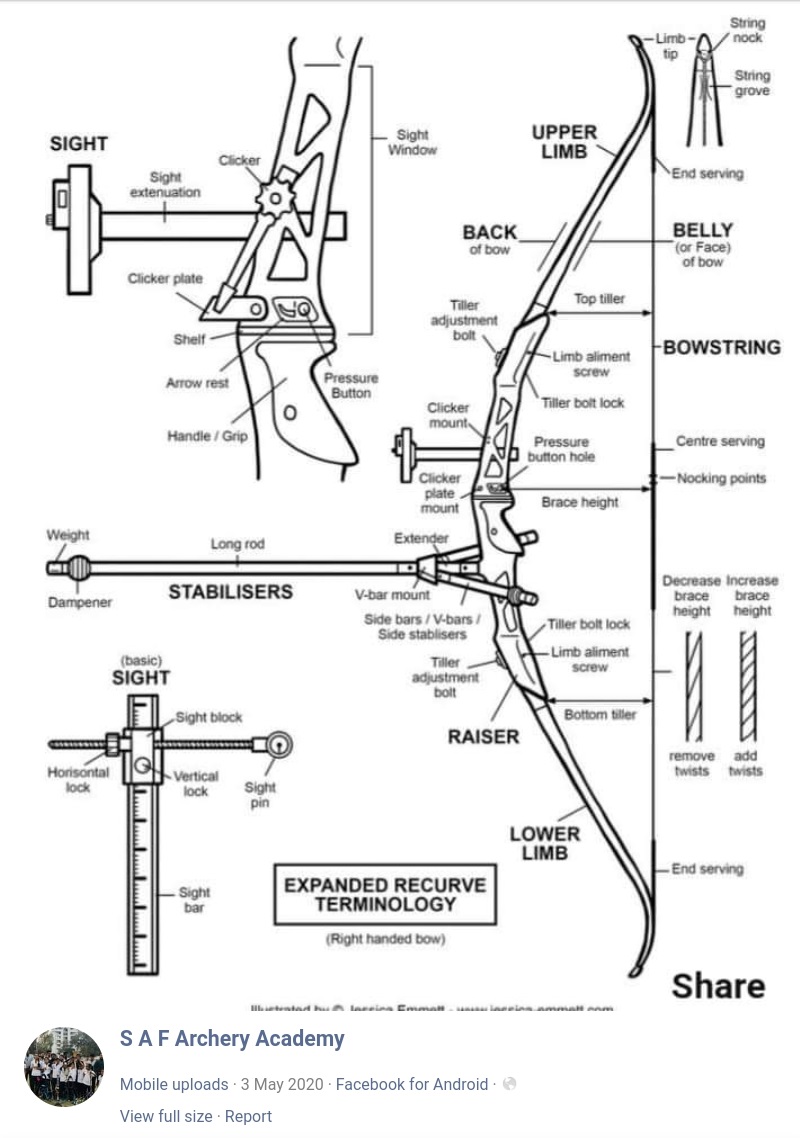 String
nock
Limb
tip
String
grove
UPPER
LIMB
Sight
Window
SIGHT
Clicker
Sight
extenuation
End serving
BACK
of bow
BELLY
(or Face)
of bow
Clicker plate
Top tiller
Tiller
adjustment
bolt
Shelf
BOWSTRING
Limb aliment
screw
Arrow rest
Pressure
Button
Tiller bolt lock
Clicker
mount
Handle / Grip
Pressure
button hole
Centre serving
Clicker
plate
mount
Nocking points
Brace height
Weight
Long rod
Extender
Dampener
STABILISERS
V-bar mount
Decrease
brace
height
Increase
brace
height
Side bars / V-bars /
Side stablisers
Tiller bolt lock
Limb aliment
screw
Tiller
adjustment
bolt
(basic)
SIGHT
Sight block
Bottom tiller
RAISER
Horisontal
lock
Vertical
lock
Sight
pin
remove
twists
add
twists
LOWER
LIMB
End serving
Sight
bar
EXPANDED RECURVE
TERMINOLOGY
(Right handed bow)
Share
Illustrated by © Jessica Emmett - www.jessica-emmett.com
S A F Archery Academy
Mobile uploads · 3 May 2020 · Facebook for Android ·
View full size · Report